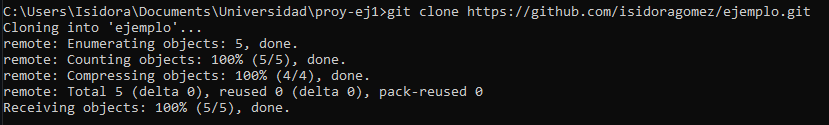 C:\Users\Isidora\Documents\Universidad\proy-ej1>git clone https://github.com/isidoragomez/ejemplo.git
Cloning into 'ejemplo'...
remote: Enumerating objects: 5, done.
remote: Counting objects: 100% (5/5), done.
remote: Compressing objects: 100% (4/4), done.
remote: Total 5 (delta 0), reused 0 (delta 0), pack-reused 0
Receiving objects: 100% (5/5), done.